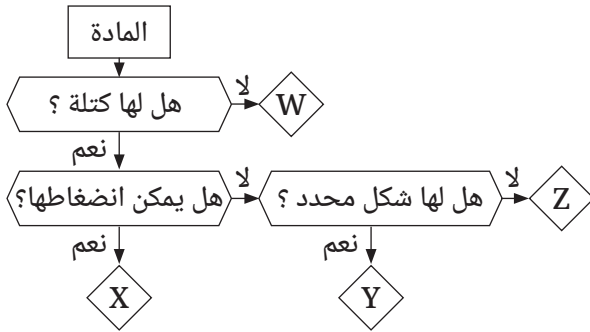 المادة
هل لها كتلة ؟
لا
W
نعم
هل يمكن انضغاطها؟
لا
هل لها شكل محدد ؟
لا
Z
نعم
نعم
X
Y